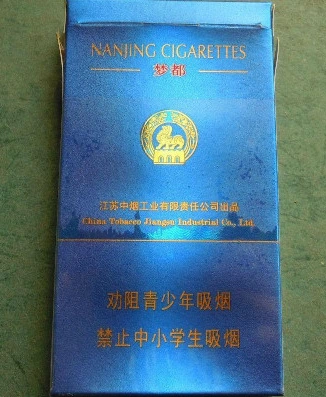 NANJING CIGARETTES
梦都
江苏中烟工业有限责任公司出品
China Tobacco Jiangsu Industrial Co., Ltd.
劝阻青少年吸烟
禁止中小学生吸烟